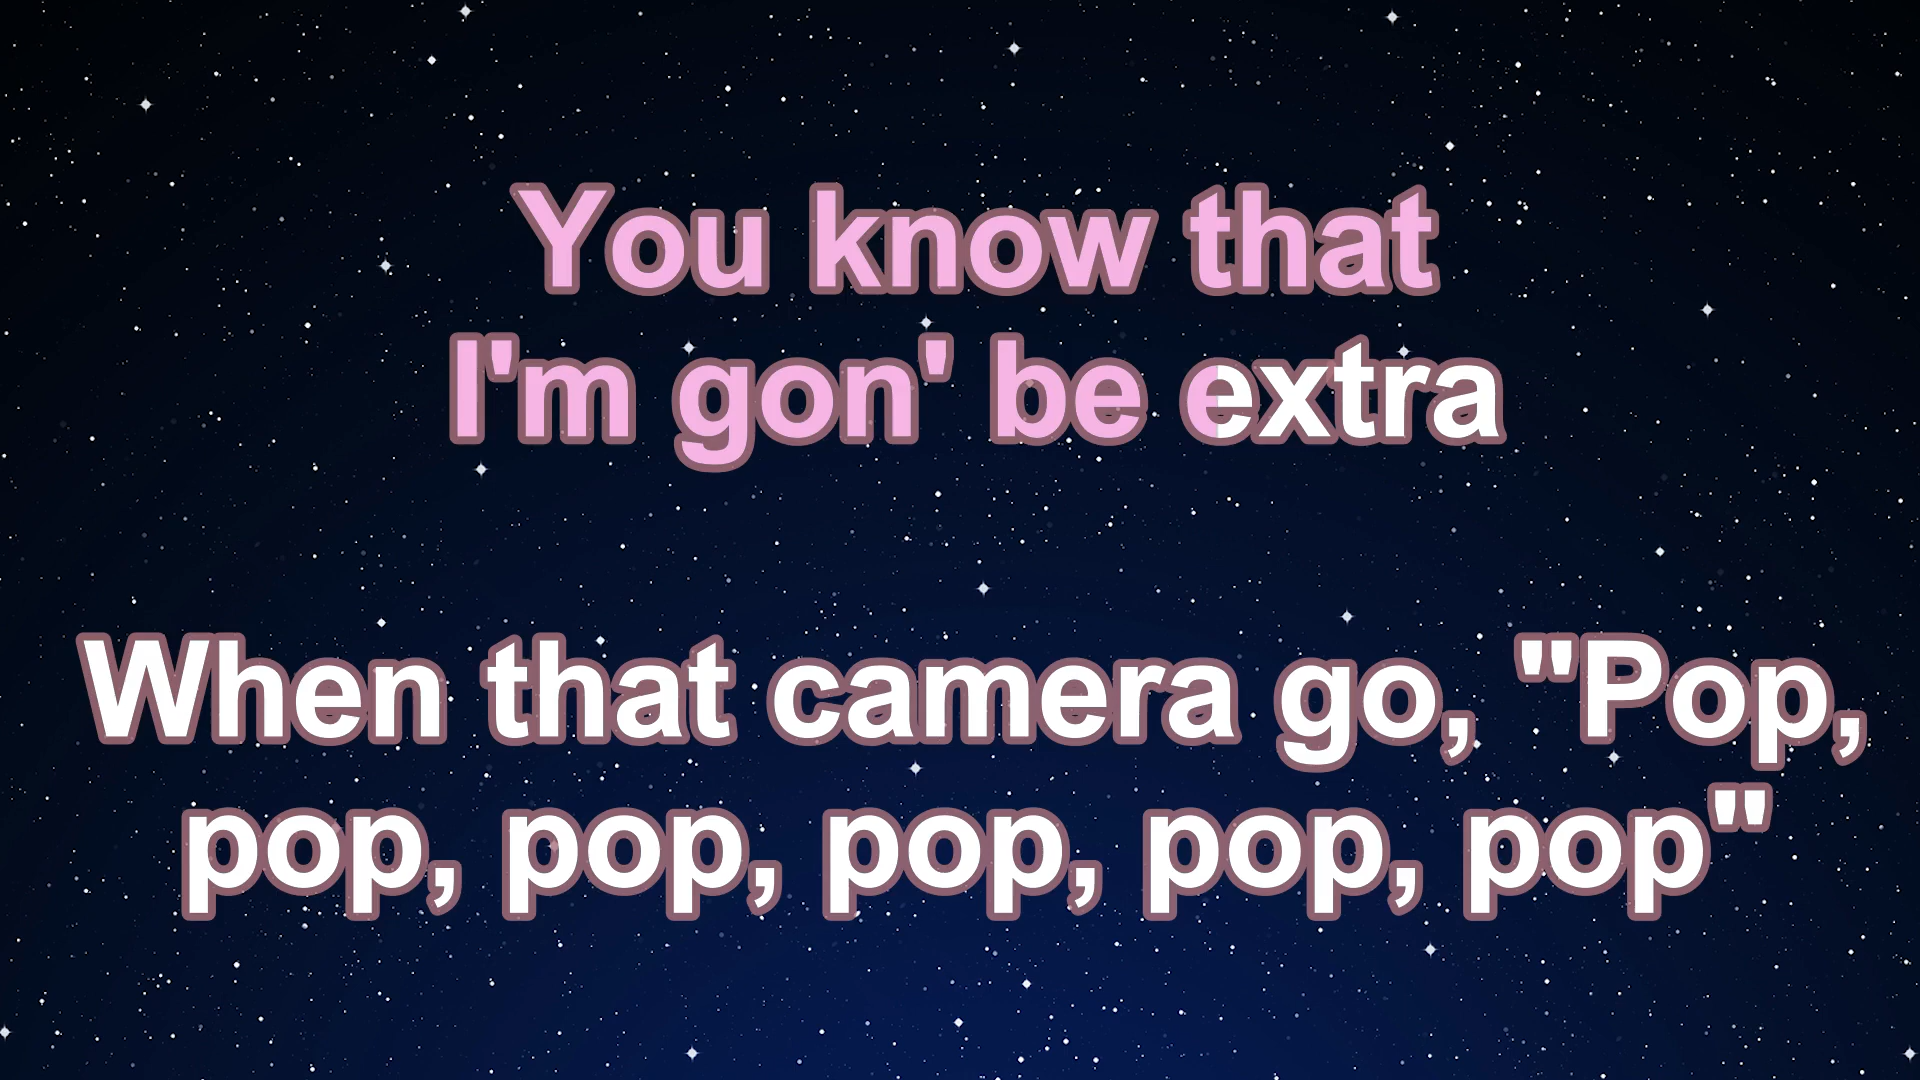 You know that
I'm gon' be extra
When that camera go, "Pop,
pop, pop, pop, pop, pop"